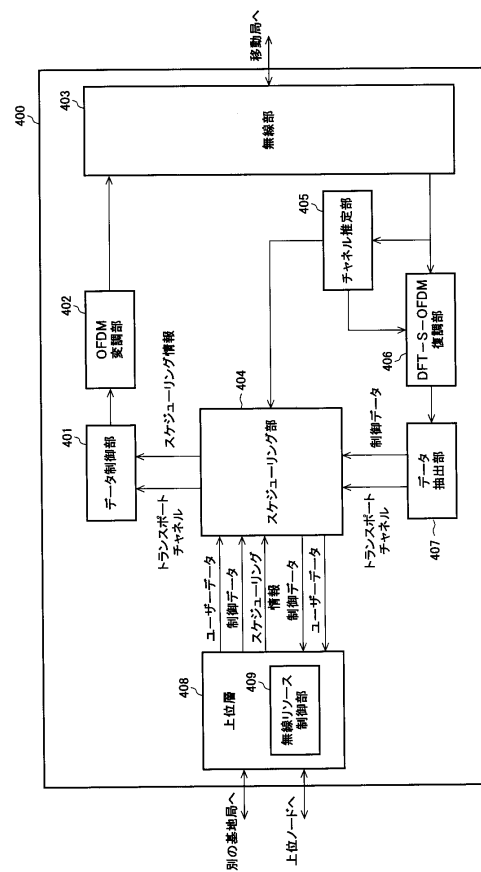 400
別の基地局へ
上位ノードへ
408
上位層
409
無線リソース
制御部
ユーザーデータ
制御データ
スケジューリング
情報
制御データ
ユーザーデータ
404
スケジューリング部
トランスポート
チャネル
スケジューリング情報
401
データ制御部
402
OFDM
変調部
403
無線部
移動局へ
405
チャネル推定部
DFT－S－OFDM
復調部
406
データ
抽出部
407
トランスポート
チャネル
制御データ